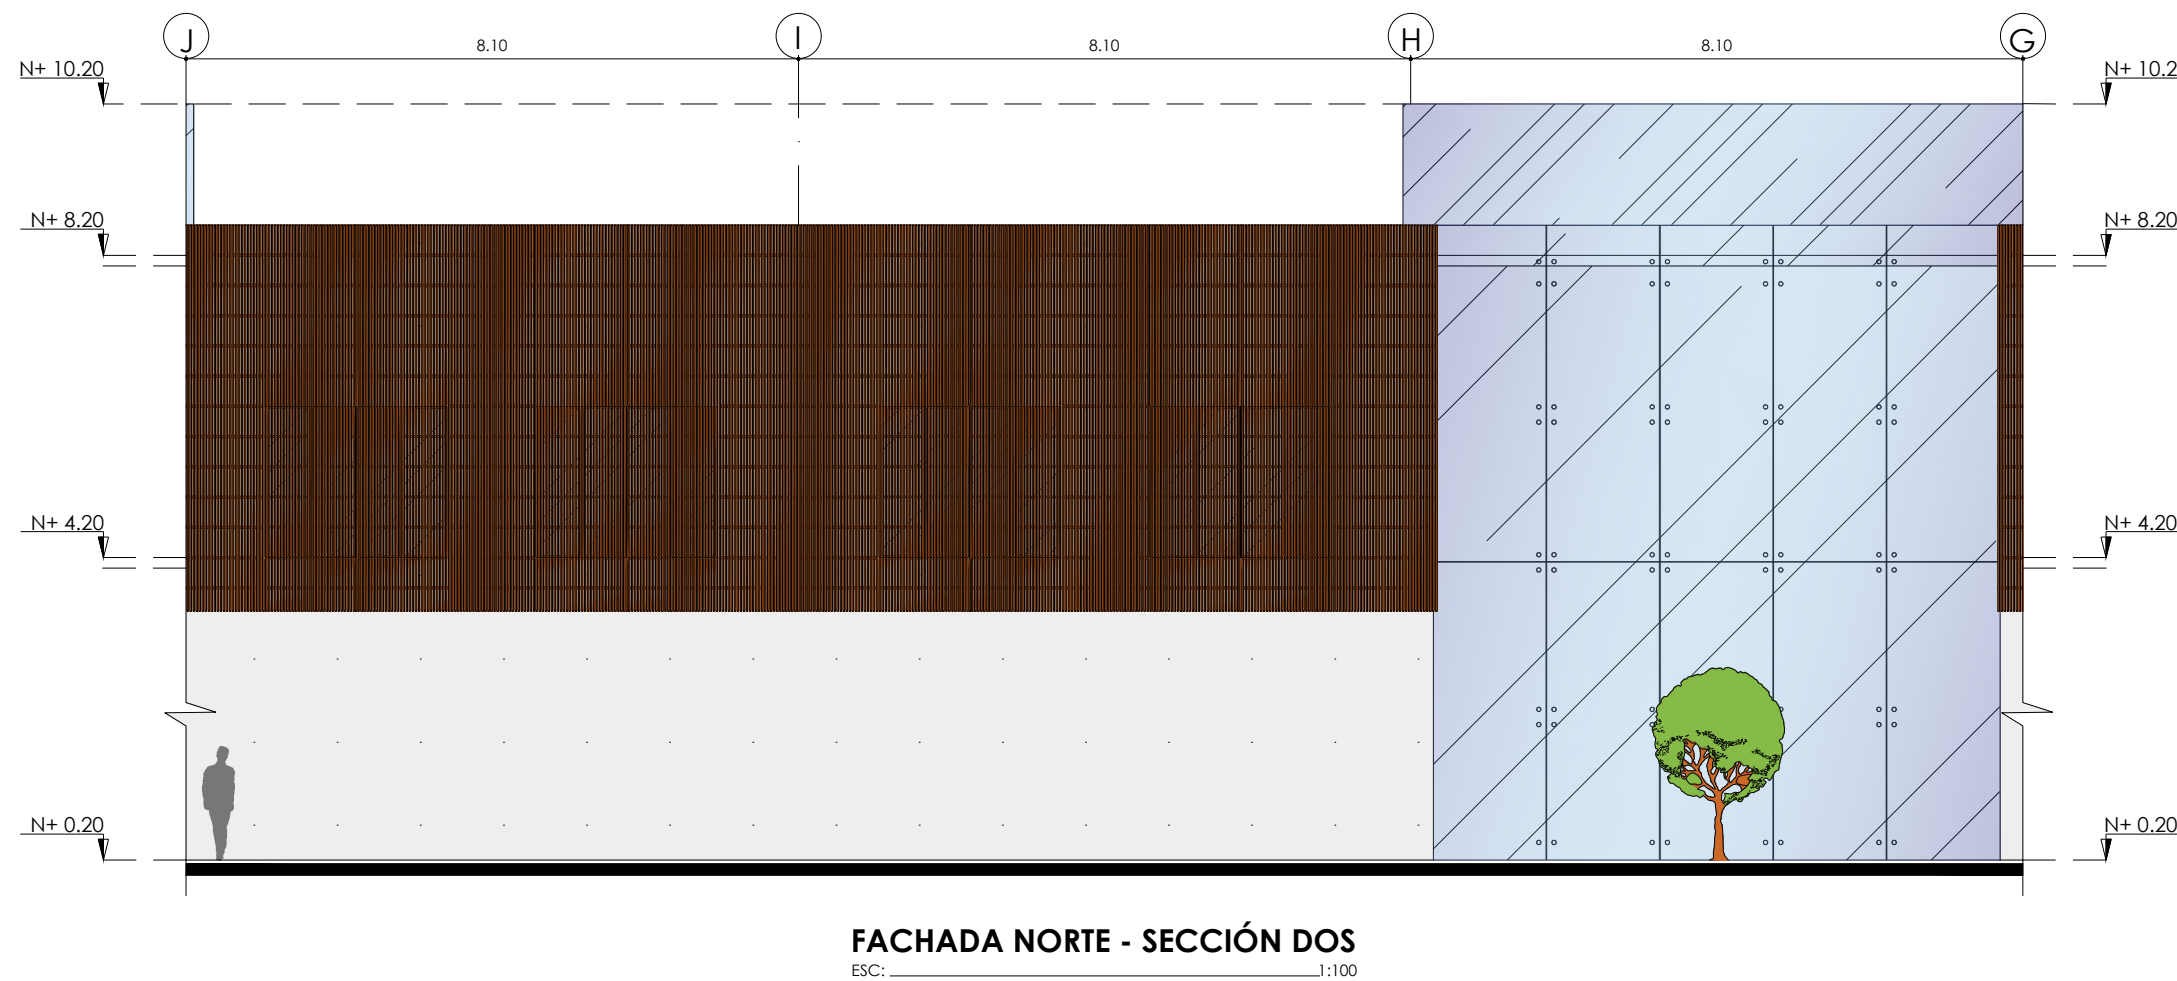 J I H G
8.10 8.10 8.10
N+ 10.20 N+ 10.2
N+ 8.20 N+ 8.20
N+ 4.20 N+ 4.20
N+ 0.20 N+ 0.20
FACHADA NORTE - SECCIÓN DOS
ESC: 1:100